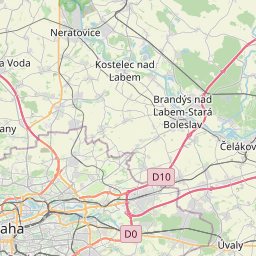 Neratovice
á Voda
Kostelec nad
Labem
Brandýs nad
Labem-Stará
Boleslav
any
Čelákov
D10
aha
D0
Úvaly